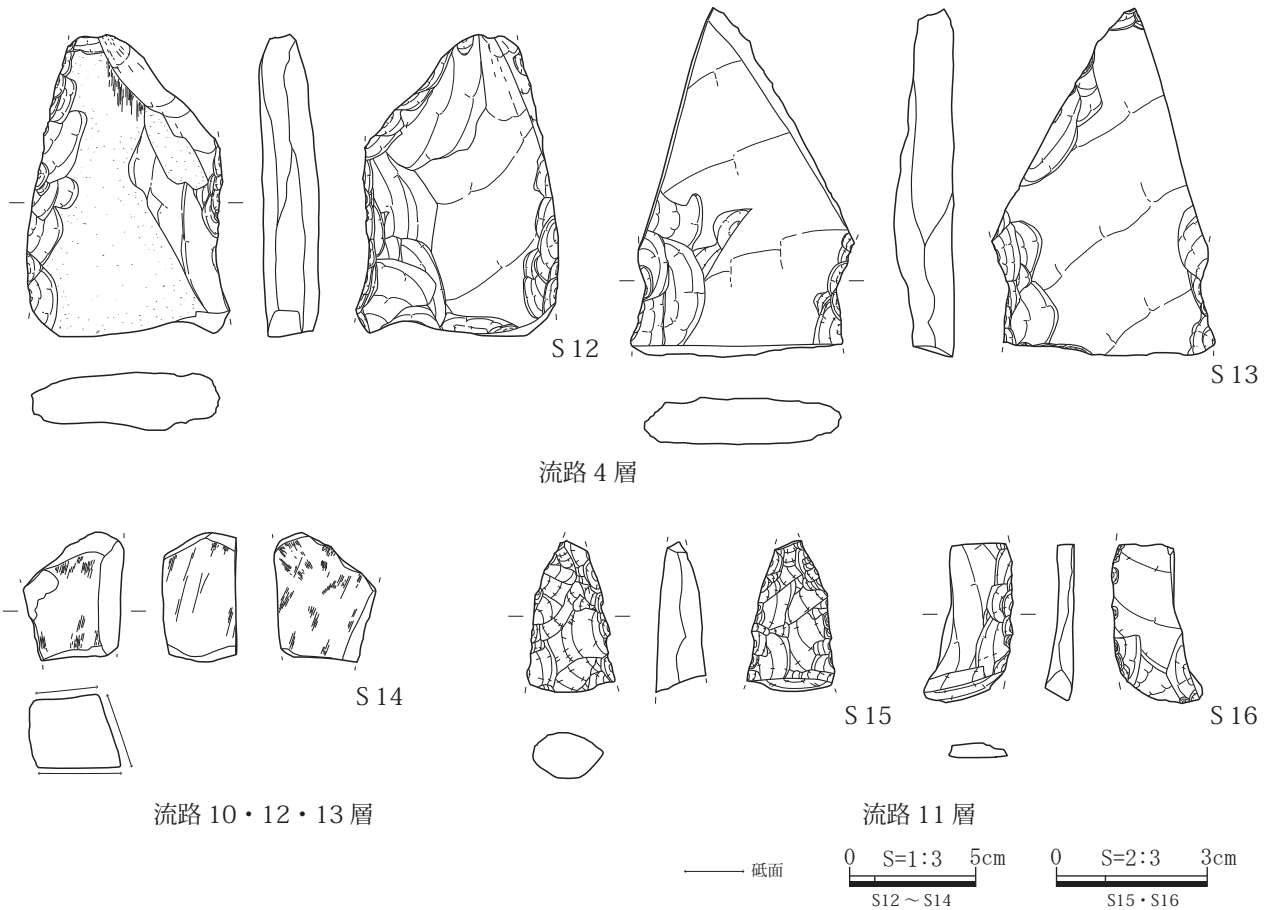 S 12
S 13
流路 4 層
S 14
S 15
S 16
流路 10・12・13 層
流路 11 層
砥面
0 S=1:3 5cm
S12 ～ S14
0 S=2:3 3cm
S15・S16